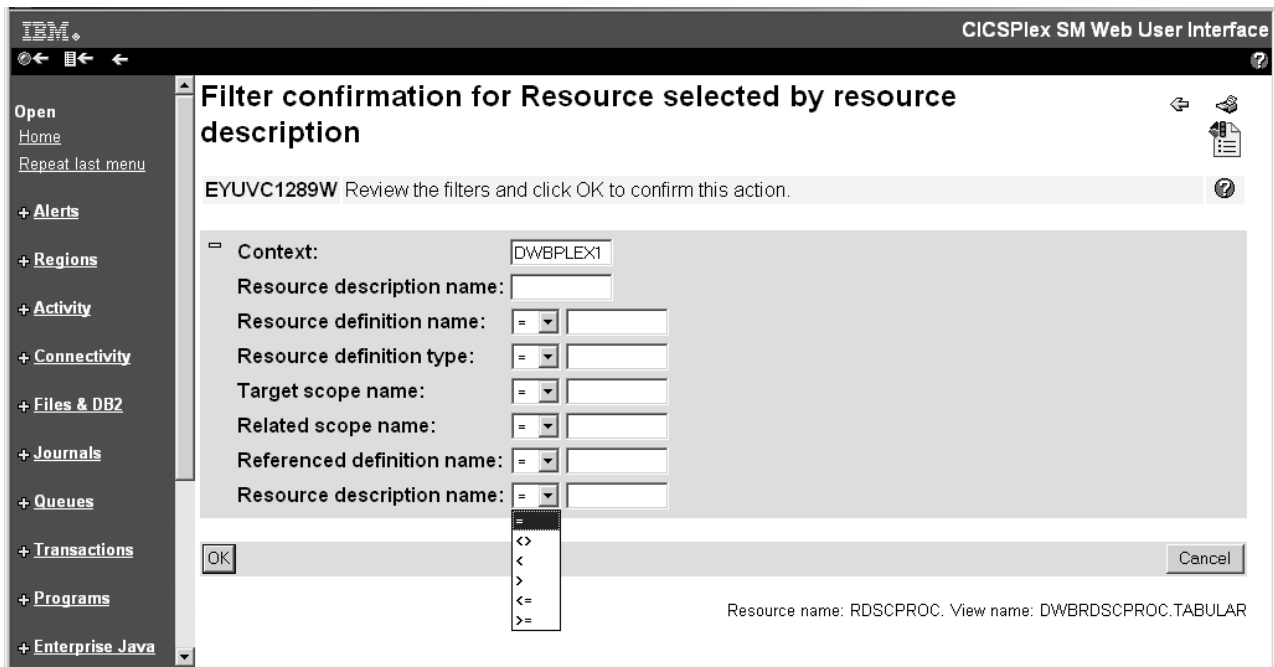 IBM.
CICSPlex SM Web User Interface
Open
Home
Repeat last menu
+ Alerts
+ Regions
+ Activity
+ Connectivity
+ Files & DB2
+ Journals
+ Queues
+ Transactions
+ Programs
+ Enterprise Java
Filter confirmation for Resource selected by resource
description
EYUVC1289W Review the filters and click OK to confirm this action.
Context: DWBPLEX1
Resource description name:
Resource definition name: =
Resource definition type: =
Target scope name: =
Related scope name: =
Referenced definition name: =
Resource description name: =
=
<>
<
>
<=
>=
OK
Cancel
Resource name: RDSCPROC. View name: DWBRDSCPROC.TABULAR